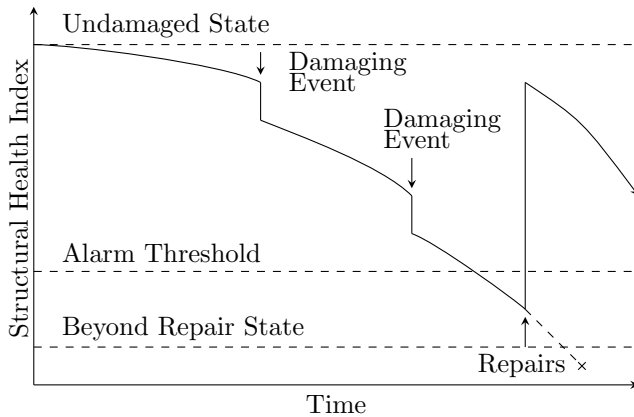 Undamaged State
Damaging
Event
Damaging
Event
Structural Health Index
Alarm Threshold
Beyond Repair State
Repairs
Time